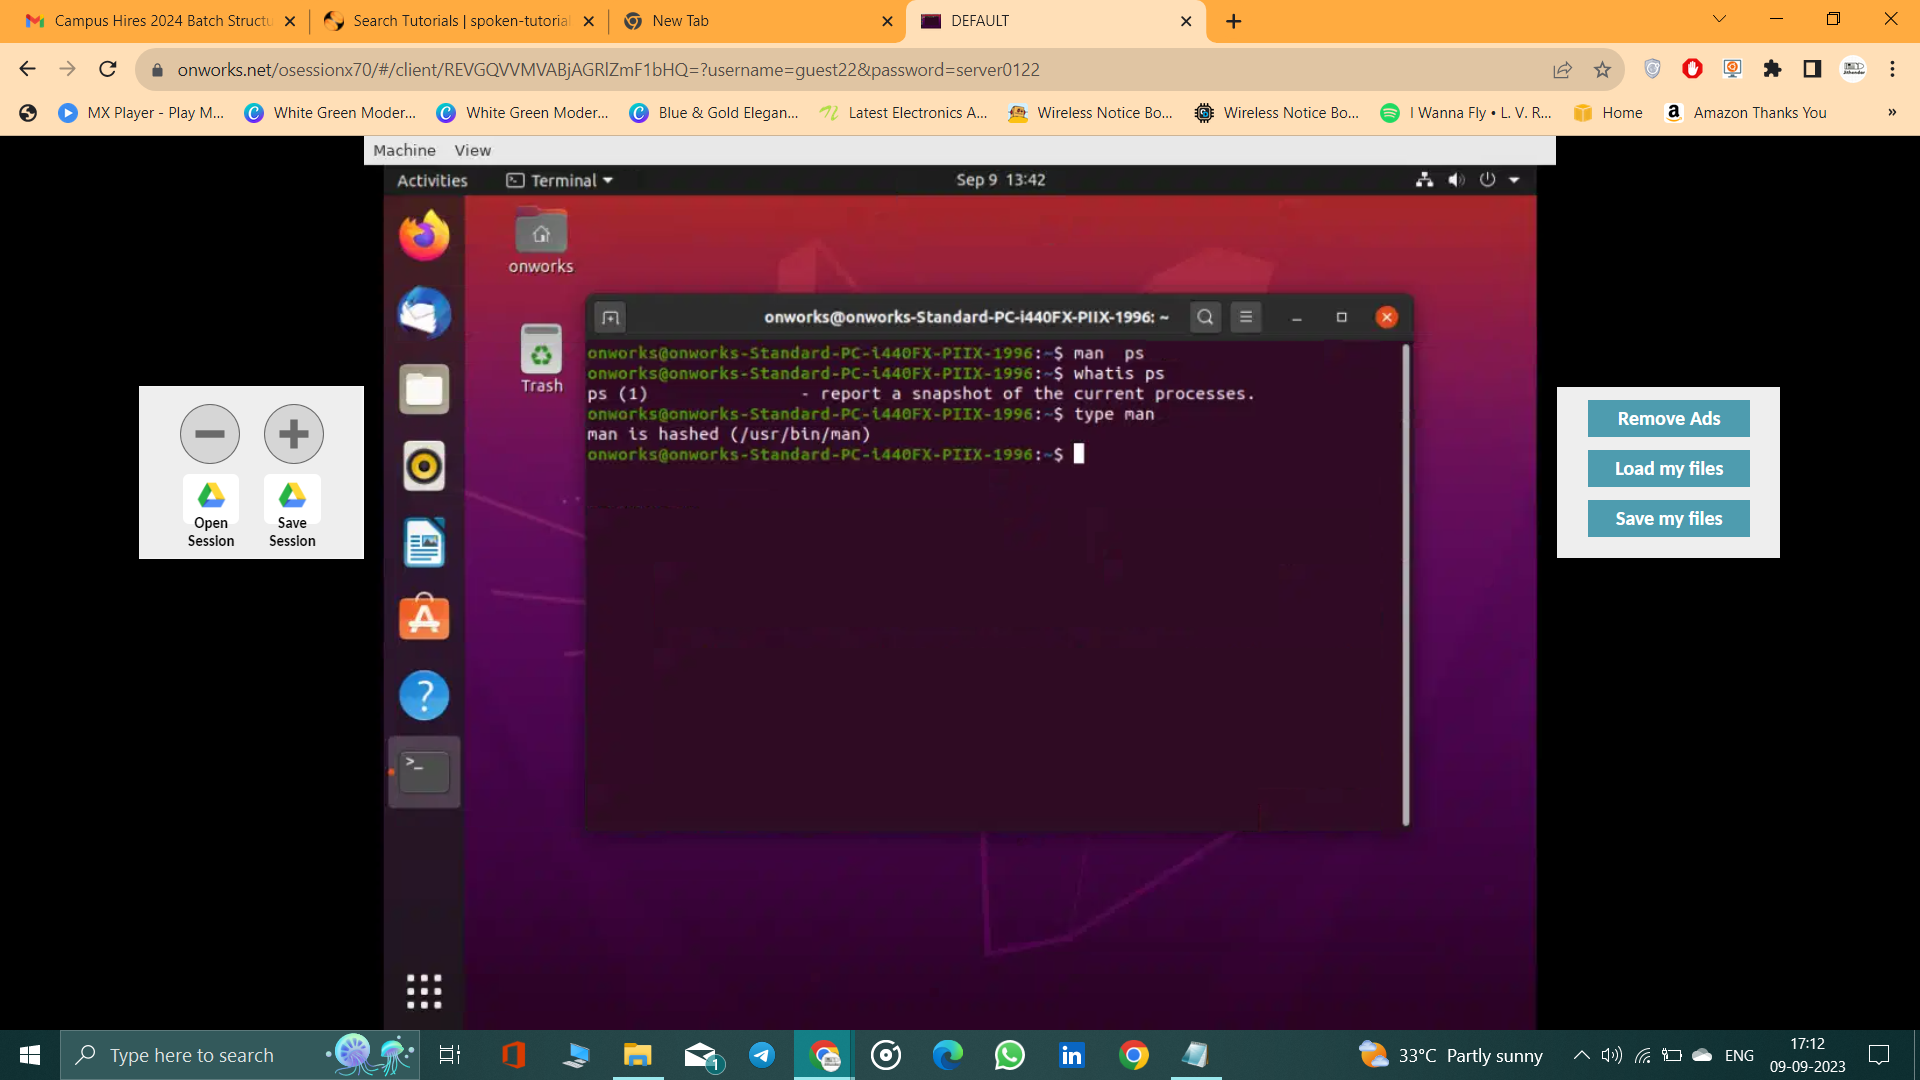 Campus Hires 2024 Batch Structu
Search Tutorials | spoken-tutorial
New Tab
DEFAULT
onworks.net/osessionx70/#/client/REVGQVVMVABjAGRlZmF1bHQ=?username=guest22&password=server0122
MX Player - Play M...
White Green Moder...
White Green Moder...
Blue & Gold Elegan...
Latest Electronics A...
Wireless Notice Bo...
Wireless Notice Bo...
I Wanna Fly • L. V. R...
Home
Amazon Thanks You
»
Machine View
Activities
Terminal
Sep 9 13:42
onworks
Trash
onworks@onworks-Standard-PC-i440FX-PIIX-1996: ~
onworks@onworks-Standard-PC-i440FX-PIIX-1996:~$ man  ps
onworks@onworks-Standard-PC-i440FX-PIIX-1996:~$ whatis ps
ps (1)               - report a snapshot of the current processes.
onworks@onworks-Standard-PC-i440FX-PIIX-1996:~$ type man
man is hashed (/usr/bin/man)
onworks@onworks-Standard-PC-i440FX-PIIX-1996:~$
Open
Session
Save
Session
Remove Ads
Load my files
Save my files
Type here to search
1
33°C Partly sunny
ENG
17:12
09-09-2023